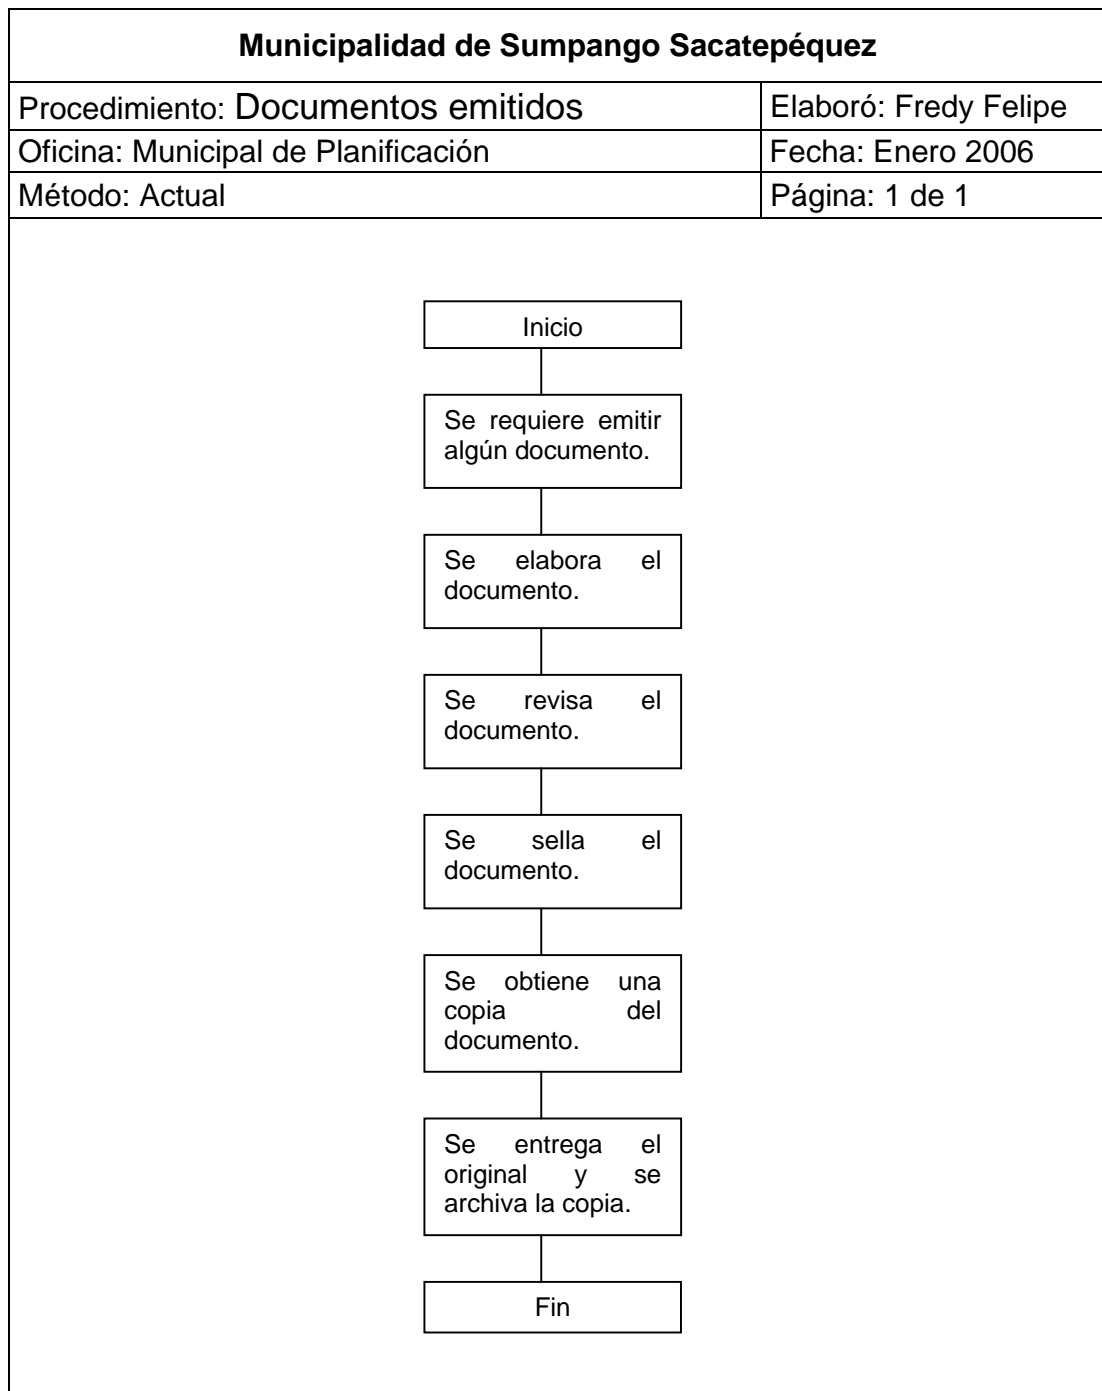 Municipalidad de Sumpango Sacatepéquez
Procedimiento: Documentos emitidos
Elaboró: Fredy Felipe
Oficina: Municipal de Planificación
Fecha: Enero 2006
Método: Actual
Página: 1 de 1
Inicio
Se requiere emitir
algún documento.
Se elabora el
documento.
Se revisa el
documento.
Se sella el
documento.
Se obtiene una
copia del
documento.
Se entrega el
original y se
archiva la copia.
Fin